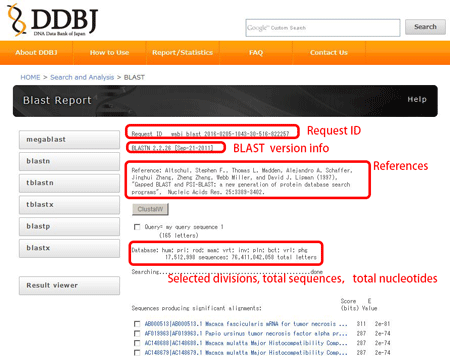 DDBJ
DNA Data Bank of Japan
Google™ Custom Search
Search
About DDBJ
How to Use
Report/Statistics
FAQ
Contact Us
HOME > Search and Analysis > BLAST
Blast Report
Help
megablast
blastn
tblastn
tblastx
blastp
blastx
Result viewer
Request ID wabi_blast_2016-0205-1043-30-516-022257
Request ID
BLASTN 2.2.26 [Sep-21-2011]
BLAST version info
References
Reference: Altschul, Stephen F., Thomas L. Madden, Alejandro A. Schaffer,
Jinghui Zhang, Zheng Zhang, Webb Miller, and David J. Lipman (1997),
"Gapped BLAST and PSI-BLAST: a new generation of protein database search
programs", Nucleic Acids Res. 25:3389-3402.
ClustalW
Query= my query sequence 1
(165 letters)
Database: hum; pri; rod; mam; vrt; inv; pln; bct; vrl; phg
17,512,998 sequences; 76,411,042,058 total letters
Searching..................................................done
Selected divisions, total sequences, total nucleotides
Score E
Sequences producing significant alignments: (bits) Value
AB000513|AB000513.1 Macaca fascicularis mRNA for tumor necrosis ... 311 2e-81
AF019963|AF019963.1 Papio ursinus tumor necrosis factor alpha pr... 287 2e-74
AC148688|AC148688.1 Macaca mulatta Major Histocompatibility Comp... 287 2e-74
AC148679|AC148679.1 Macaca mulatta Major Histocompatibility Comp... 287 2e-74